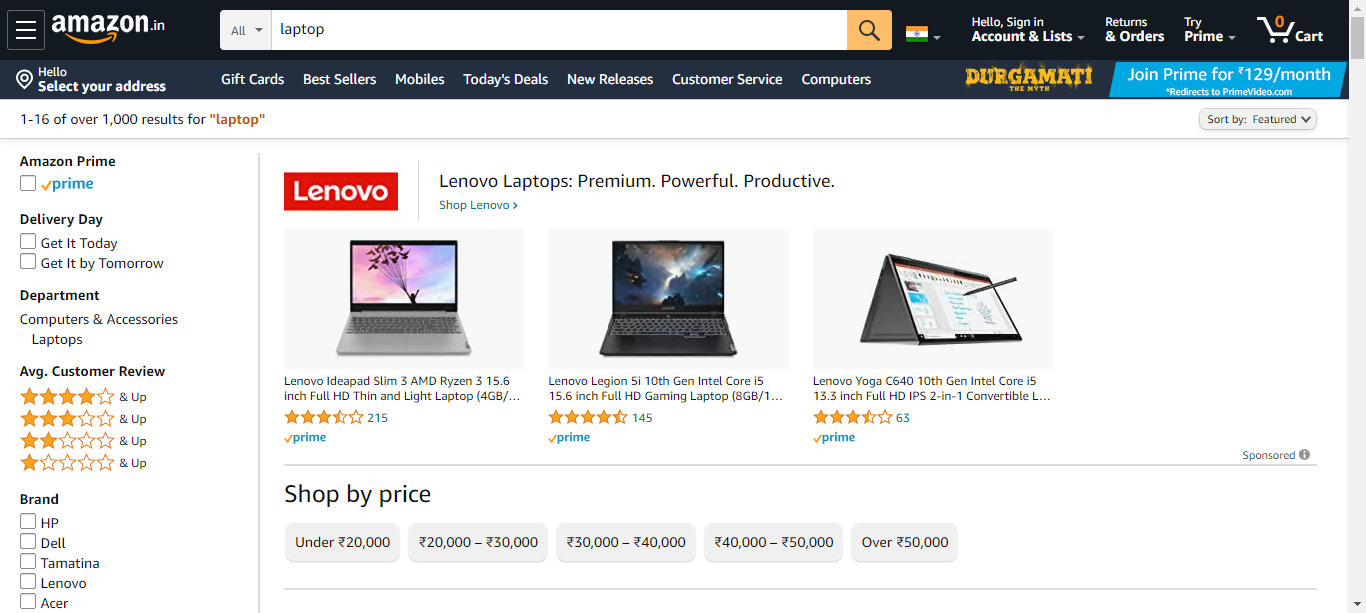 amazon.in
All
laptop
Hello, Sign in
Account & Lists
Returns
& Orders
Try
Prime
0
Cart
Hello
Select your address
Gift Cards
Best Sellers
Mobiles
Today's Deals
New Releases
Customer Service
Computers
DURGAMATI
THE MYTH
Join Prime for ₹129/month
*Redirects to PrimeVideo.com
1-16 of over 1,000 results for "laptop"
Sort by: Featured
Amazon Prime
prime
Delivery Day
Get It Today
Get It by Tomorrow
Department
Computers & Accessories
Laptops
Avg. Customer Review
& Up
& Up
& Up
& Up
Brand
HP
Dell
Tamatina
Lenovo
Acer
Lenovo
Lenovo Laptops: Premium. Powerful. Productive.
Shop Lenovo ›
Lenovo Ideapad Slim 3 AMD Ryzen 3 15.6
inch Full HD Thin and Light Laptop (4GB/…
215
prime
Lenovo Legion 5i 10th Gen Intel Core i5
15.6 inch Full HD Gaming Laptop (8GB/1…
145
prime
Lenovo Yoga C640 10th Gen Intel Core i5
13.3 inch Full HD IPS 2-in-1 Convertible L…
63
prime
Sponsored
Shop by price
Under ₹20,000
₹20,000 – ₹30,000
₹30,000 – ₹40,000
₹40,000 – ₹50,000
Over ₹50,000